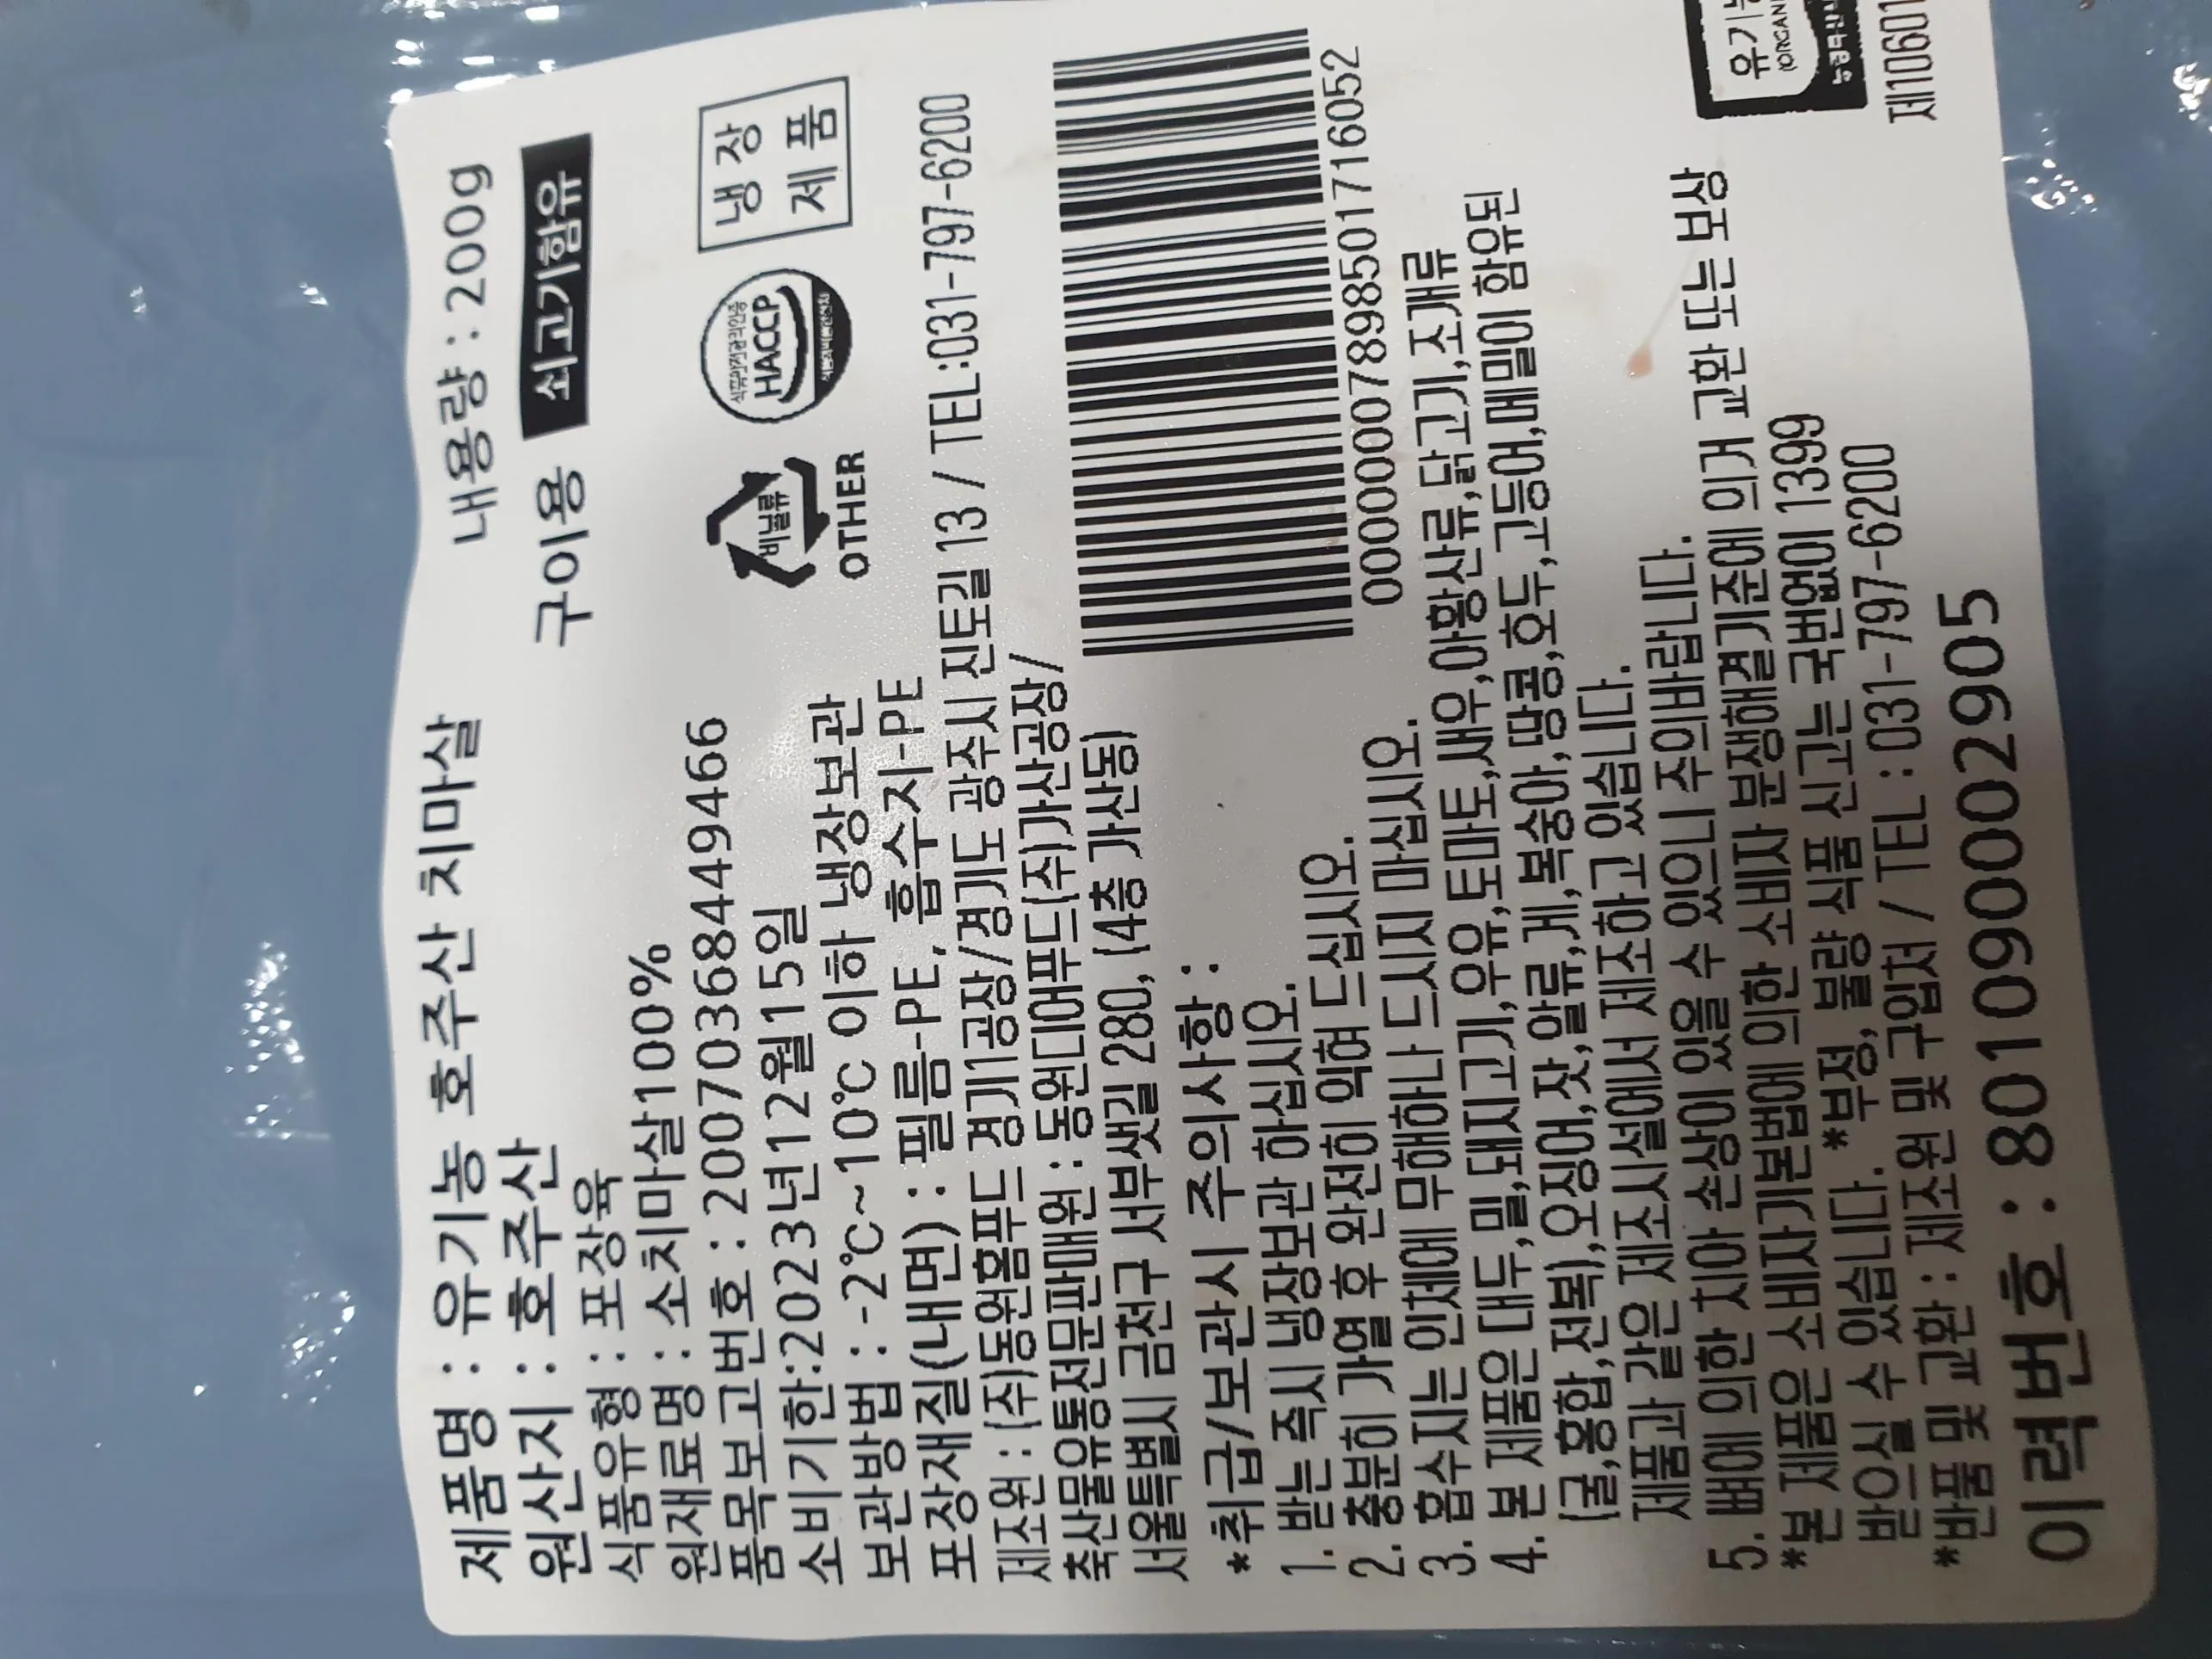 제품명 : 유기농 호주산 치마살 내용량 : 200g
원산지 : 호주산 구이용 쇠고기함유
식품유형 : 포장육
원재료명 : 소치마살100%
품목보고번호 : 20070368449466
소비기한:2023년12월15일
보관방법 : -2℃~10℃ 이하 냉장보관
포장재질(내면) : 필름-PE, 흡수지-PE
비닐류
OTHER
HACCP
냉장
제품
제조원 : (주)동원홈푸드 경기1공장/경기도 광주시 진토길 13 / TEL:031-797-6200
축산물유통전문판매원 : 동원디어푸드(주)가산공장/
서울특별시 금천구 서부샛길 280, (4층 가산동)
0000007898501716052
*취급/보관시 주의사항 :
1. 받는 즉시 냉장보관 하십시오.
2. 충분히 가열 후 완전히 익혀 드십시오.
3. 흡수지는 인체에 무해하나 드시지 마십시오.
4. 본 제품은 대두,밀,돼지고기,우유,토마토,새우,아황산류,닭고기,조개류
(굴,홍합,전복),오징어,잣,알류,게,복숭아,땅콩,호두,고등어,메밀이 함유된
제품과 같은 제조시설에서 제조하고 있습니다.
5. 뼈에 의한 치아 손상이 있을 수 있으니 주의바랍니다.
*본 제품은 소비자기본법에 의한 소비자 분쟁해결기준에 의거 교환 또는 보상
받으실 수 있습니다. *부정, 불량 식품 신고는 국번없이 1399
*반품 및 교환 : 제조원 및 구입처 / TEL : 031-797-6200
이력번호 : 801090002905
유기농
(ORGANI
제10601